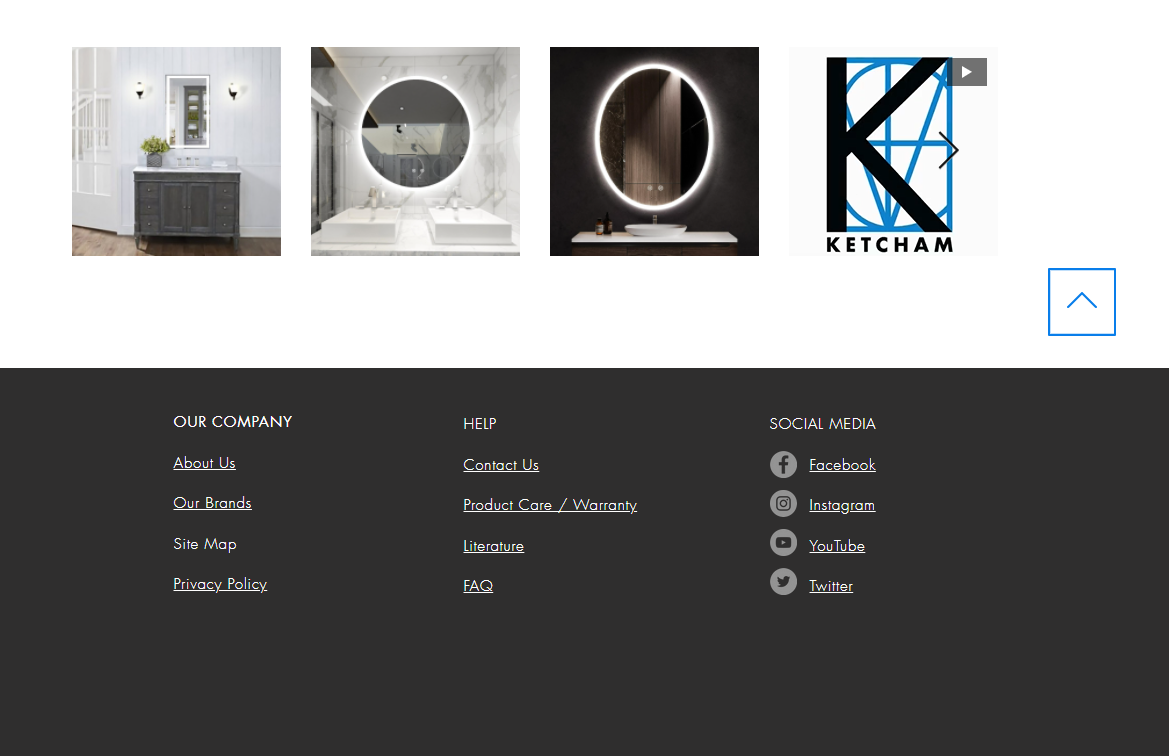 KETCHAM
OUR COMPANY
About Us
Our Brands
Site Map
Privacy Policy
HELP
Contact Us
Product Care / Warranty
Literature
FAQ
SOCIAL MEDIA
Facebook
Instagram
YouTube
Twitter